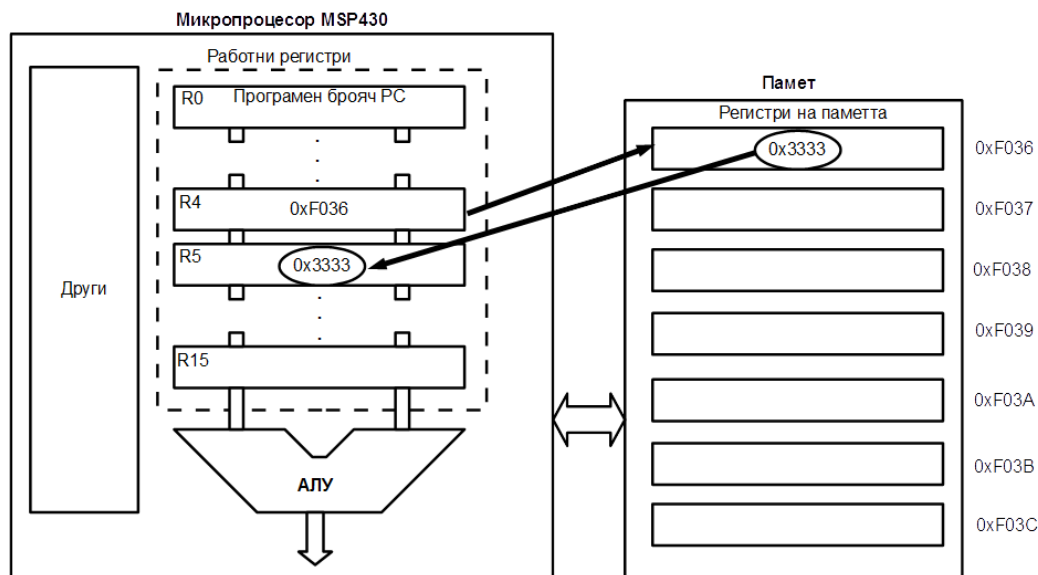 Микропроцесор MSP430
Работни регистри
R0 Програмен брояч PC
R4 0xF036
R5 0x3333
R15
Други
АЛУ
Памет
Регистри на паметта
0x3333 0xF036
0xF037
0xF038
0xF039
0xF03A
0xF03B
0xF03C